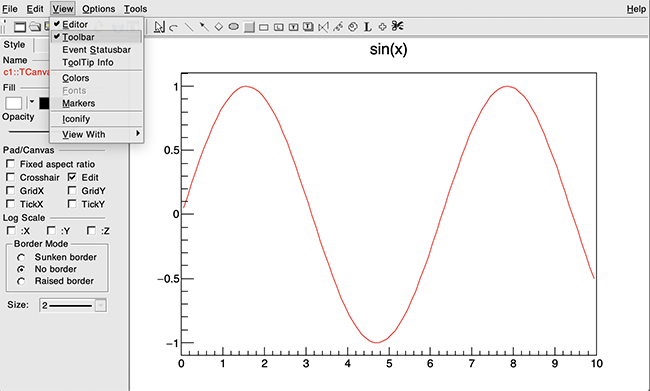 File Edit View Options Tools Help
Editor
Toolbar
Event Statusbar
ToolTip Info
Colors
Fonts
Markers
Iconify
View With
Style
Name
c1::TCanva
Fill
Opacity
Pad/Canvas
Fixed aspect ratio
Crosshair Edit
GridX GridY
TickX TickY
Log Scale
:X :Y :Z
Border Mode
Sunken border
No border
Raised border
Size: 2
sin(x)
1
0.5
0
−0.5
−1
0 1 2 3 4 5 6 7 8 9 10